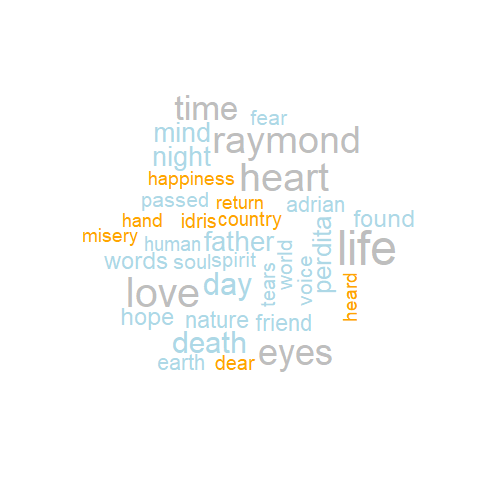 time
fear
mind
raymond
night
heart
happiness
passed
return
adrian
hand
idris
country
found
misery
human
father
perdita
life
words
soul
spirit
world
love
day
tears
voice
heard
hope
nature
friend
death
eyes
earth
dear